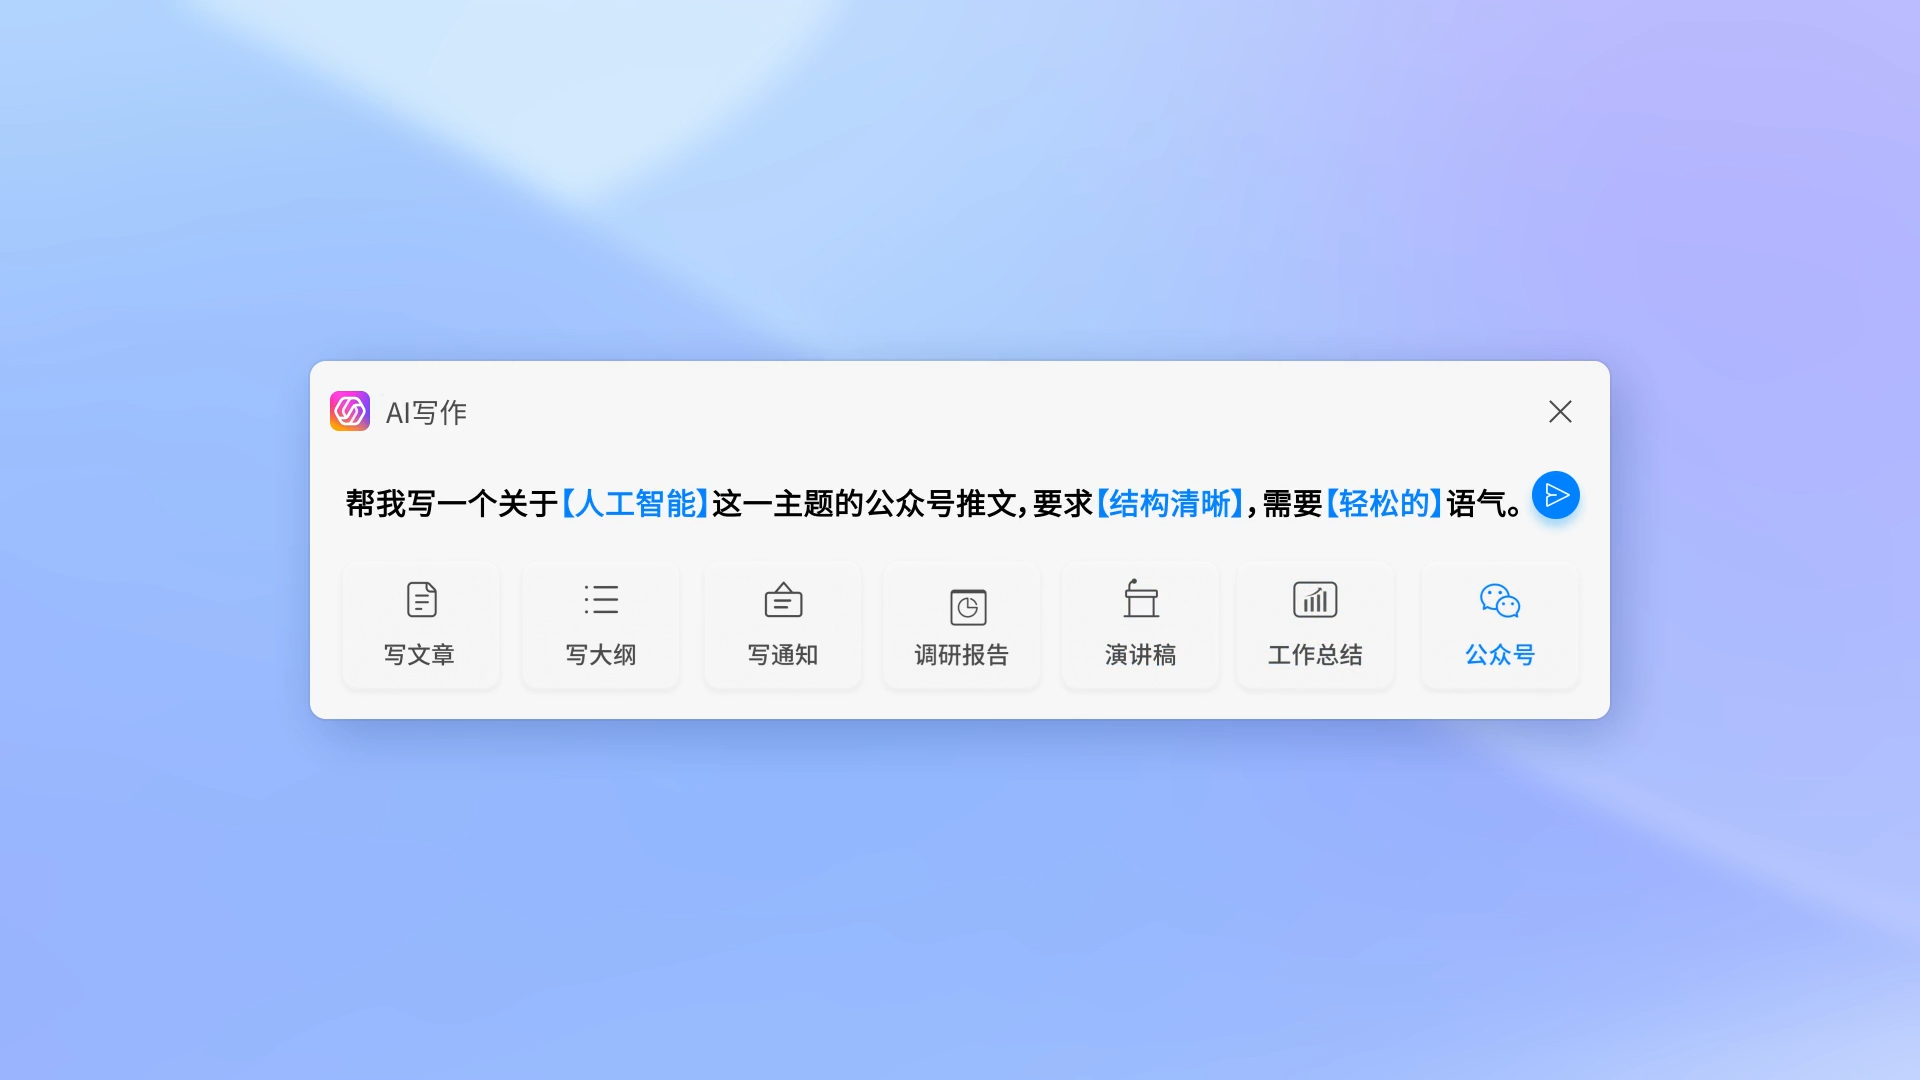 AI写作
帮我写一个关于【人工智能】这一主题的公众号推文,要求【结构清晰】,需要【轻松的】语气。
写文章
写大纲
写通知
调研报告
演讲稿
工作总结
公众号